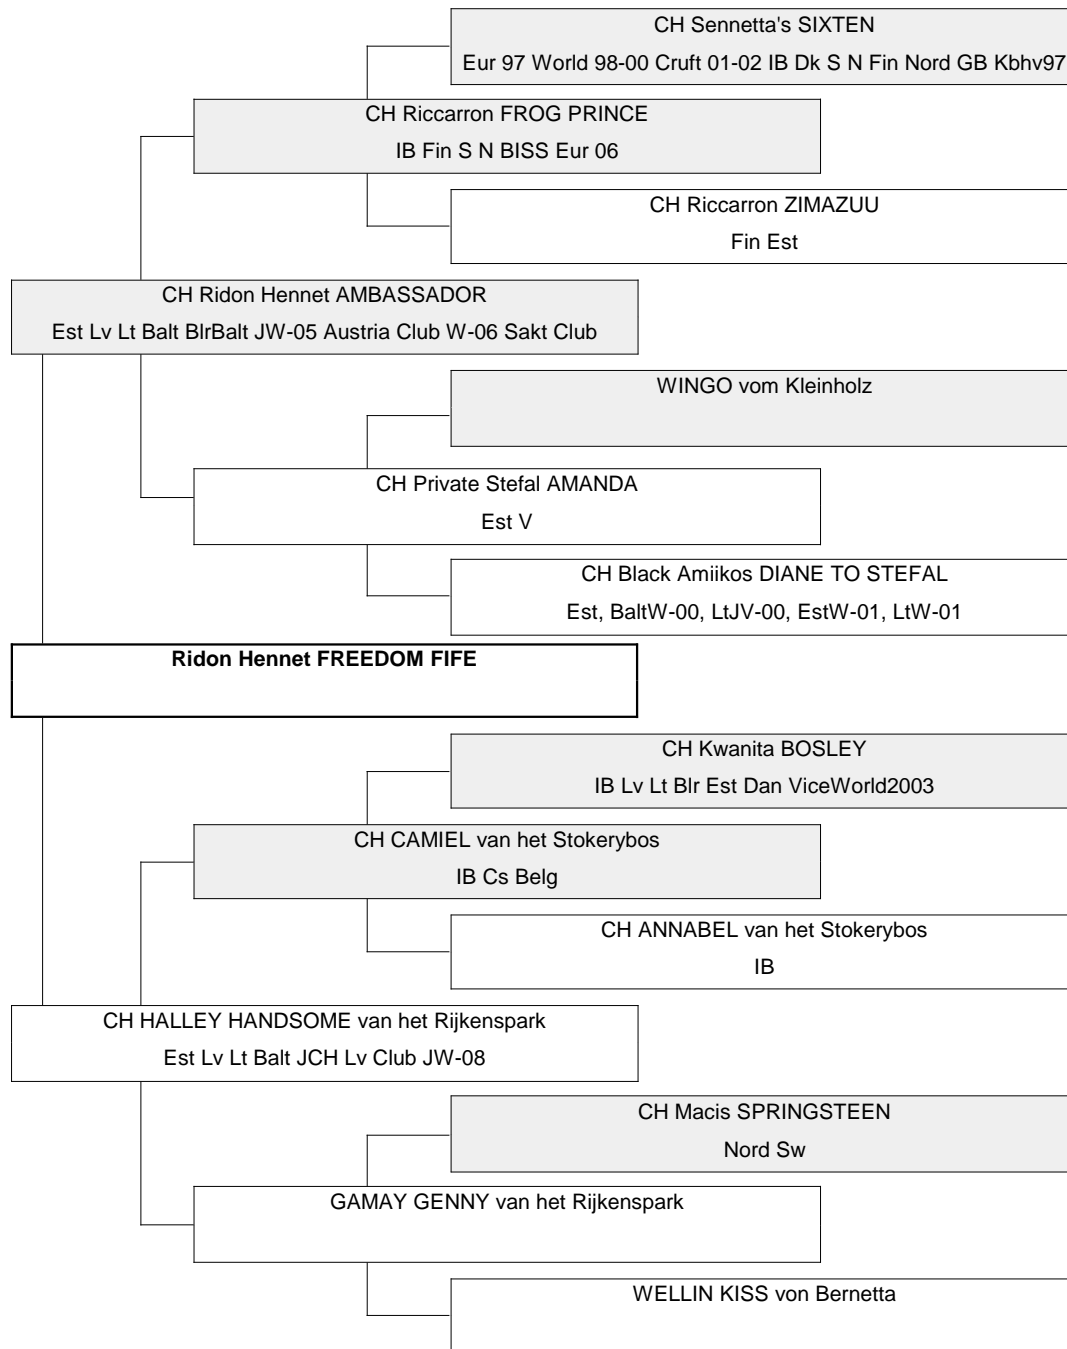 CH Sennetta's SIXTEN
Eur 97 World 98-00 Cruft 01-02 IB Dk S N Fin Nord GB Kbhv97
CH Riccarron FROG PRINCE
IB Fin S N BISS Eur 06
CH Riccarron ZIMAZUU
Fin Est
CH Ridon Hennet AMBASSADOR
Est Lv Lt Balt BlrBalt JW-05 Austria Club W-06 Sakt Club
WINGO vom Kleinholz
CH Private Stefal AMANDA
Est V
CH Black Amiikos DIANE TO STEFAL
Est, BaltW-00, LtJV-00, EstW-01, LtW-01
Ridon Hennet FREEDOM FIFE
CH Kwanita BOSLEY
IB Lv Lt Blr Est Dan ViceWorld2003
CH CAMIEL van het Stokerybos
IB Cs Belg
CH ANNABEL van het Stokerybos
IB
CH HALLEY HANDSOME van het Rijkenspark
Est Lv Lt Balt JCH Lv Club JW-08
CH Macis SPRINGSTEEN
Nord Sw
GAMAY GENNY van het Rijkenspark
WELLIN KISS von Bernetta